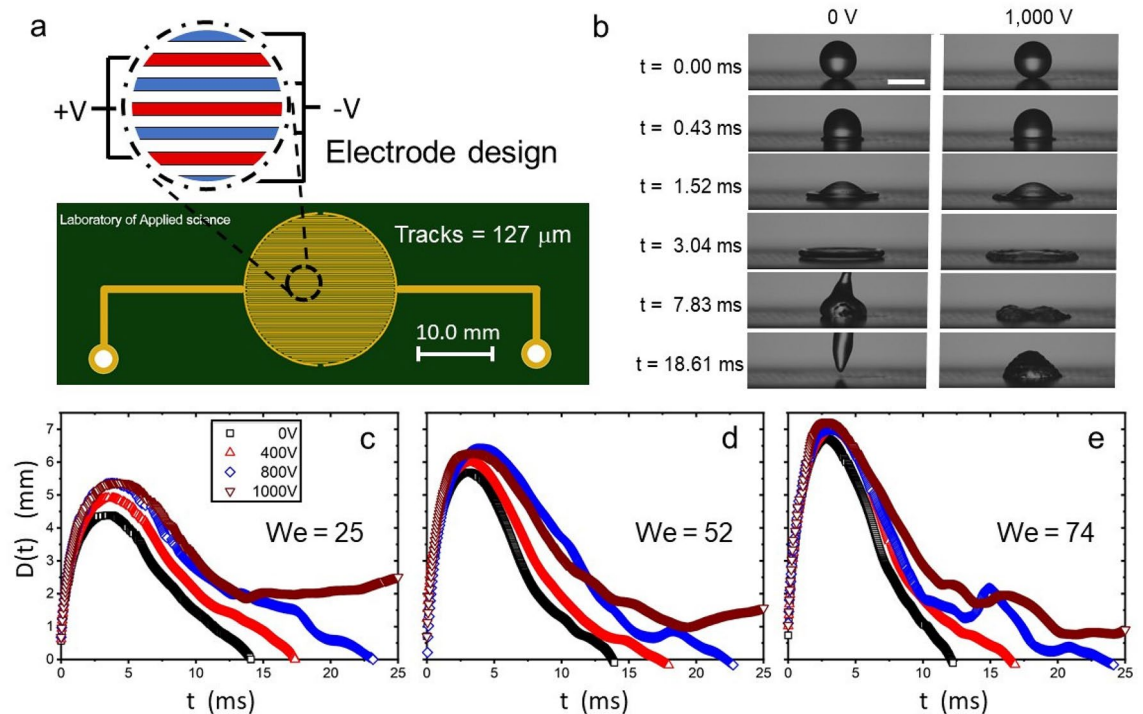 a
+V
-V
Electrode design
Laboratory of Applied science
Tracks = 127 μm
10.0 mm
b
0 V
1,000 V
t = 0.00 ms
t = 0.43 ms
t = 1.52 ms
t = 3.04 ms
t = 7.83 ms
t = 18.61 ms
c
0V
400V
800V
1000V
We = 25
D(t) (mm)
7
6
5
4
3
2
1
0
0 5 10 15 20 25
t (ms)
d
We = 52
0 5 10 15 20 25
t (ms)
e
We = 74
0 5 10 15 20 25
t (ms)